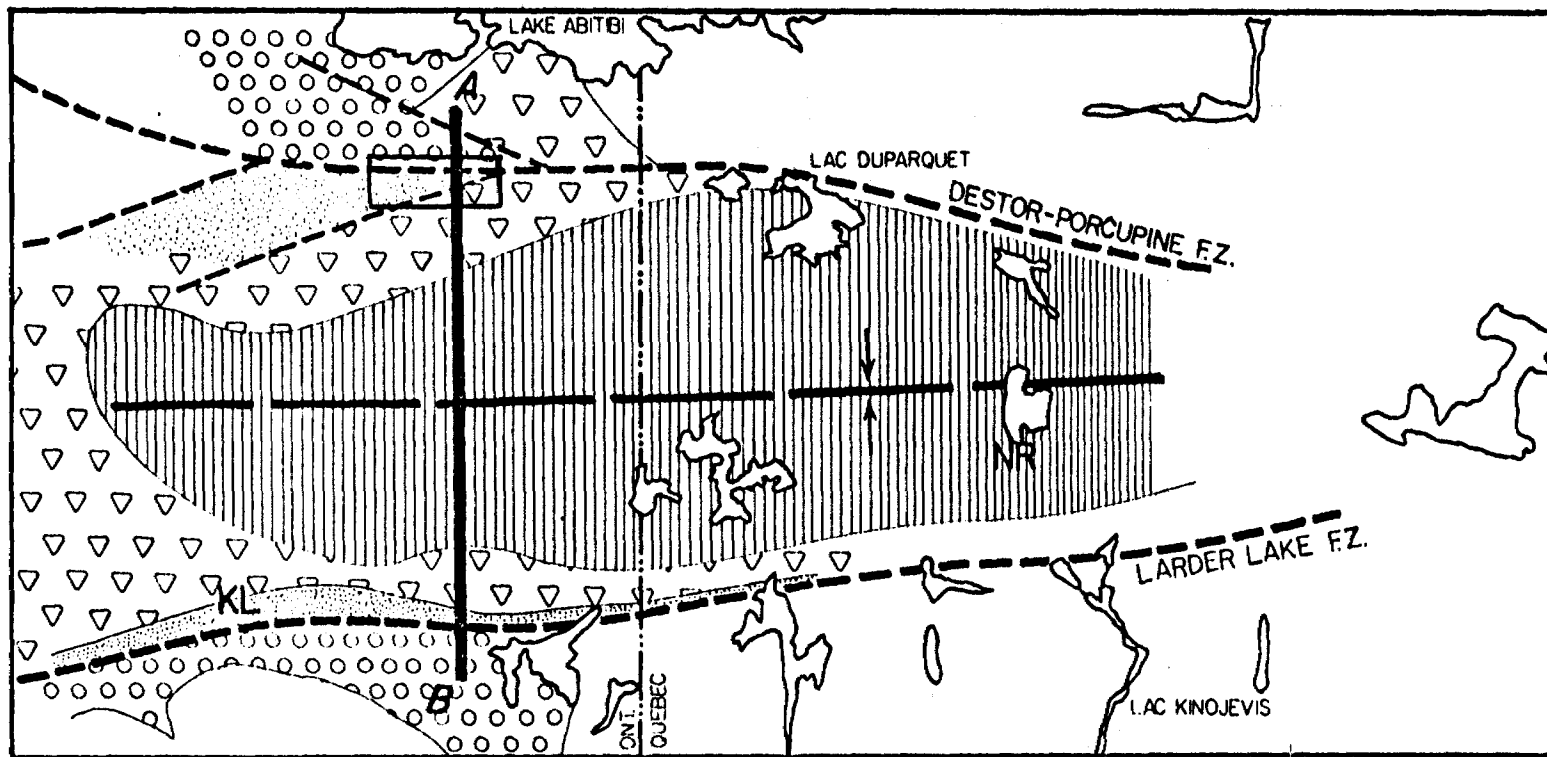 LAKE ABITIBI
A
LAC DUPARQUET
DESTOR-PORCUPINE F.Z.
NR
LARDER LAKE F.Z.
KL
B
ONT.
QUEBEC
LAC KINOJEVIS